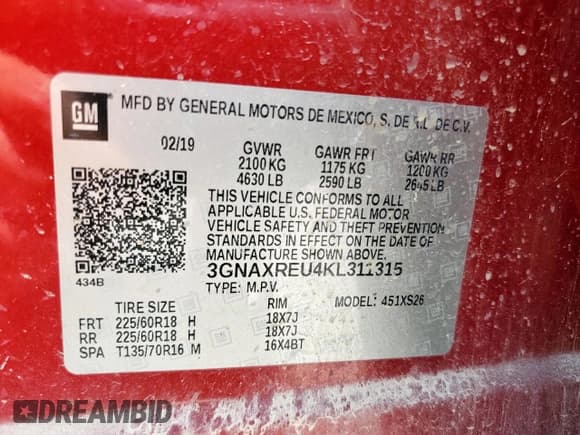 GM
MFD BY GENERAL MOTORS DE MEXICO, S. DE R.L. DE C.V.
02/19 GVWR GAWR FRT GAWR RR
2100 KG 1175 KG 1200 KG
4630 LB 2590 LB 2645 LB
THIS VEHICLE CONFORMS TO ALL
APPLICABLE U.S. FEDERAL MOTOR
VEHICLE SAFETY AND THEFT PREVENTION
STANDARDS IN EFFECT ON THE DATE OF
MANUFACTURE SHOWN ABOVE.
434B 3GNAXREU4KL311315
TYPE: M.P.V. MODEL: 451XS26
TIRE SIZE RIM
FRT 225/60R18 H 18X7J
RR 225/60R18 H 18X7J
SPA T135/70R16 M 16X4BT
DREAMBID